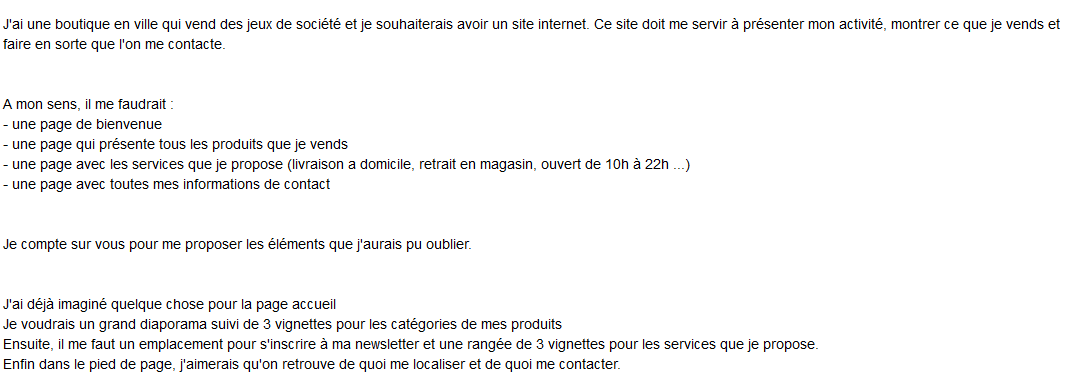 J'ai une boutique en ville qui vend des jeux de société et je souhaiterais avoir un site internet. Ce site doit me servir à présenter mon activité, montrer ce que je vends et
faire en sorte que l'on me contacte.
A mon sens, il me faudrait :
- une page de bienvenue
- une page qui présente tous les produits que je vends
- une page avec les services que je propose (livraison a domicile, retrait en magasin, ouvert de 10h à 22h ...)
- une page avec toutes mes informations de contact
Je compte sur vous pour me proposer les éléments que j'aurais pu oublier.
J'ai déjà imaginé quelque chose pour la page accueil
Je voudrais un grand diaporama suivi de 3 vignettes pour les catégories de mes produits
Ensuite, il me faut un emplacement pour s'inscrire à ma newsletter et une rangée de 3 vignettes pour les services que je propose.
Enfin dans le pied de page, j'aimerais qu'on retrouve de quoi me localiser et de quoi me contacter.